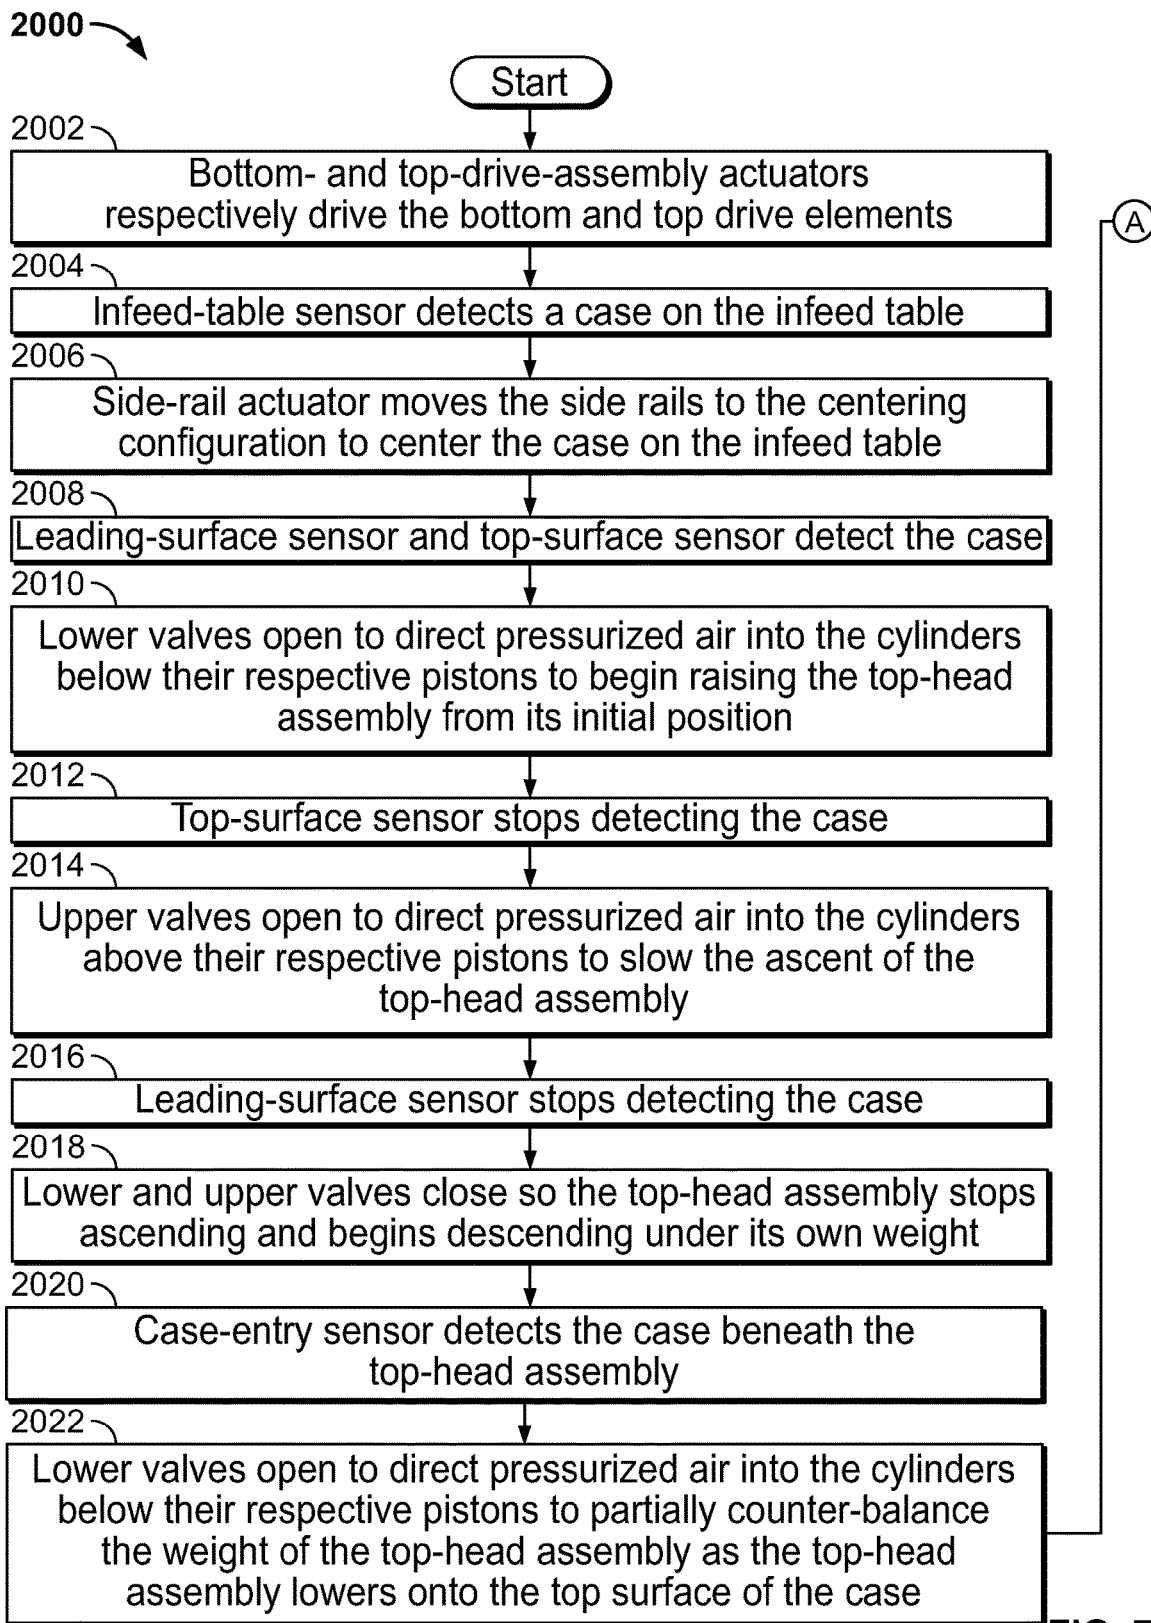 2000
Start
2002
Bottom- and top-drive-assembly actuators
respectively drive the bottom and top drive elements
A
2004
Infeed-table sensor detects a case on the infeed table
2006
Side-rail actuator moves the side rails to the centering
configuration to center the case on the infeed table
2008
Leading-surface sensor and top-surface sensor detect the case
2010
Lower valves open to direct pressurized air into the cylinders
below their respective pistons to begin raising the top-head
assembly from its initial position
2012
Top-surface sensor stops detecting the case
2014
Upper valves open to direct pressurized air into the cylinders
above their respective pistons to slow the ascent of the
top-head assembly
2016
Leading-surface sensor stops detecting the case
2018
Lower and upper valves close so the top-head assembly stops
ascending and begins descending under its own weight
2020
Case-entry sensor detects the case beneath the
top-head assembly
2022
Lower valves open to direct pressurized air into the cylinders
below their respective pistons to partially counter-balance
the weight of the top-head assembly as the top-head
assembly lowers onto the top surface of the case